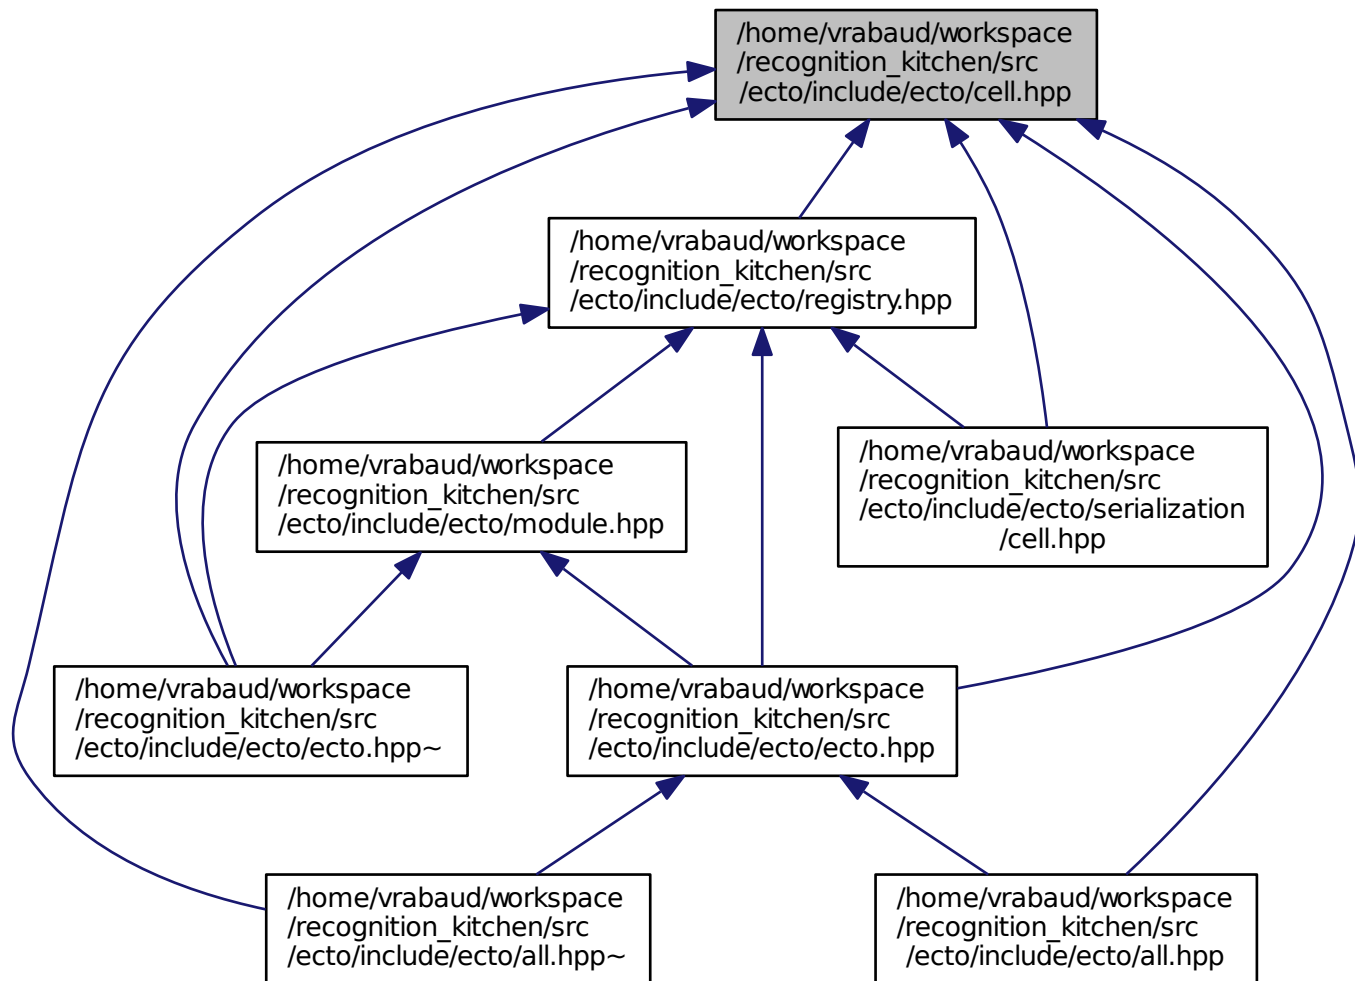 /home/vrabaud/workspace
/recognition_kitchen/src
/ecto/include/ecto/cell.hpp
/home/vrabaud/workspace
/recognition_kitchen/src
/ecto/include/ecto/registry.hpp
/home/vrabaud/workspace
/recognition_kitchen/src
/ecto/include/ecto/module.hpp
/home/vrabaud/workspace
/recognition_kitchen/src
/ecto/include/ecto/serialization
/cell.hpp
/home/vrabaud/workspace
/recognition_kitchen/src
/ecto/include/ecto/ecto.hpp~
/home/vrabaud/workspace
/recognition_kitchen/src
/ecto/include/ecto/ecto.hpp
/home/vrabaud/workspace
/recognition_kitchen/src
/ecto/include/ecto/all.hpp~
/home/vrabaud/workspace
/recognition_kitchen/src
/ecto/include/ecto/all.hpp